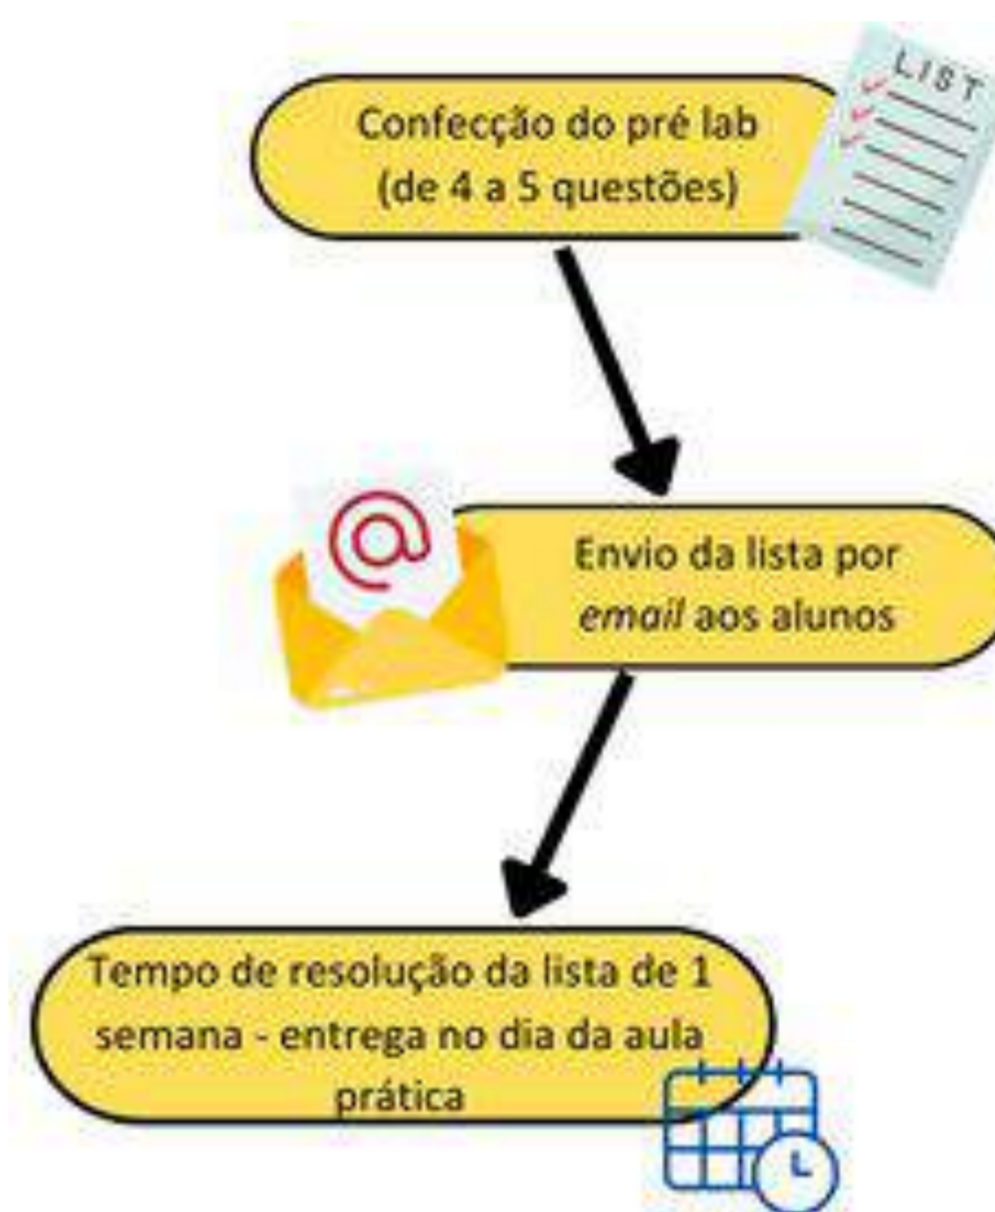 LIST
Confecção do pré lab
(de 4 a 5 questões)
@
Envio da lista por
email aos alunos
Tempo de resolução da lista de 1
semana - entrega no dia da aula
prática